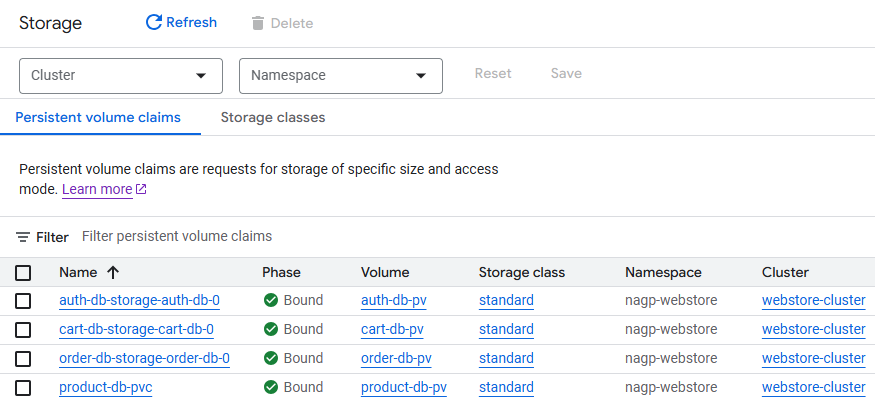 Storage Refresh Delete
Cluster Namespace Reset Save
Persistent volume claims Storage classes
Persistent volume claims are requests for storage of specific size and access
mode. Learn more
Filter Filter persistent volume claims
Name Phase Volume Storage class Namespace Cluster
auth-db-storage-auth-db-0 Bound auth-db-pv standard nagp-webstore webstore-cluster
cart-db-storage-cart-db-0 Bound cart-db-pv standard nagp-webstore webstore-cluster
order-db-storage-order-db-0 Bound order-db-pv standard nagp-webstore webstore-cluster
product-db-pvc Bound product-db-pv standard nagp-webstore webstore-cluster